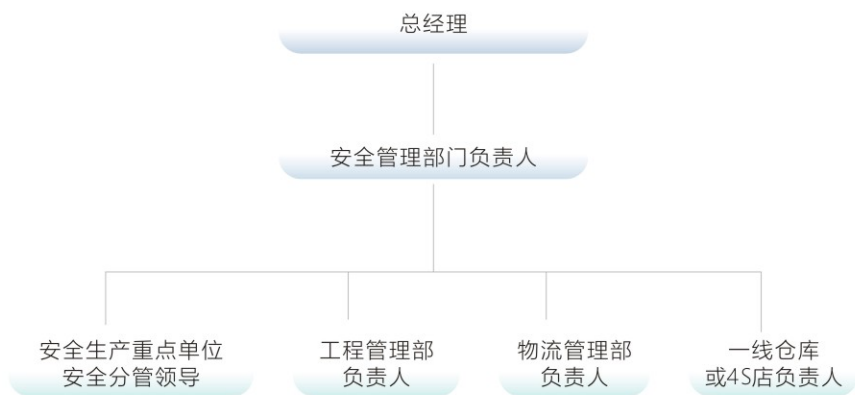 总经理
安全管理部门负责人
安全生产重点单位
安全分管领导
工程管理部
负责人
物流管理部
负责人
一线仓库
或4S店负责人